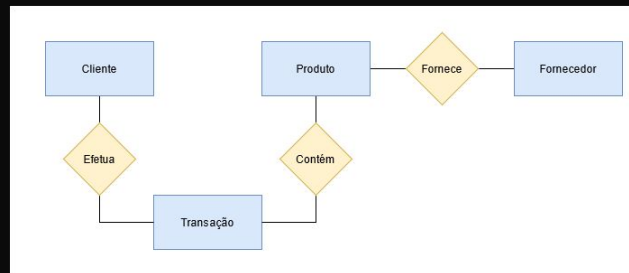 Cliente
Produto
Fornece
Fornecedor
Efetua
Contém
Transação